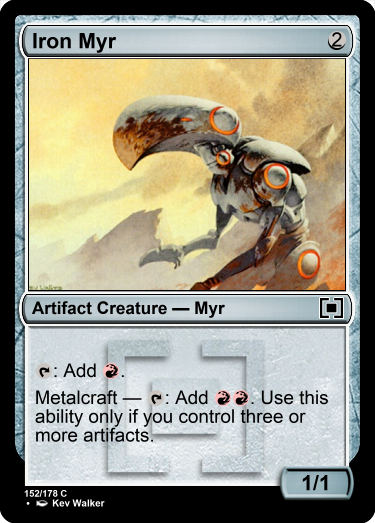 Iron Myr 2
Artifact Creature — Myr
: Add .
Metalcraft — : Add . Use this
ability only if you control three or
more artifacts.
1/1
152/178 C
• Kev Walker